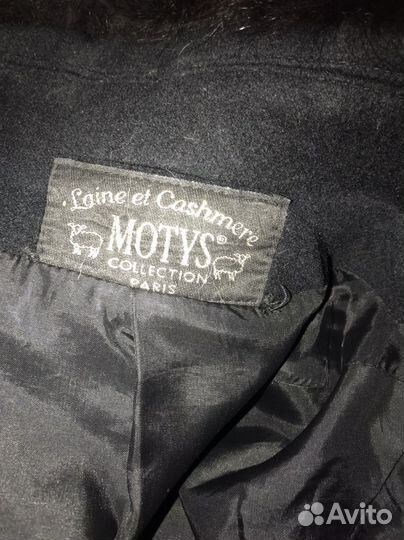 Laine et Cashmere
MOTYS®
COLLECTION
PARIS
Avito